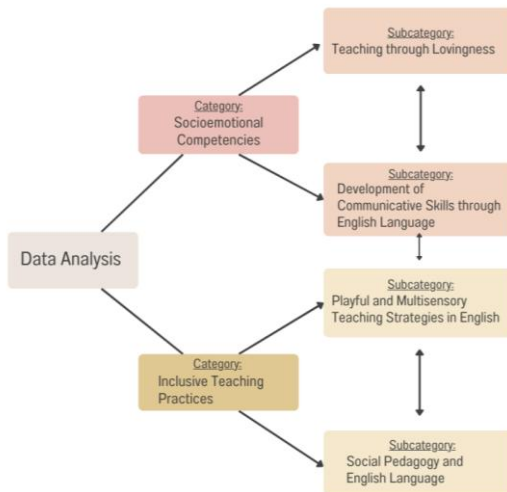 Subcategory:
Teaching through Lovingness
Category:
Socioemotional
Competencies
Subcategory:
Development of
Communicative Skills through
English Language
Data Analysis
Subcategory:
Playful and Multisensory
Teaching Strategies in English
Category:
Inclusive Teaching
Practices
Subcategory:
Social Pedagogy and
English Language